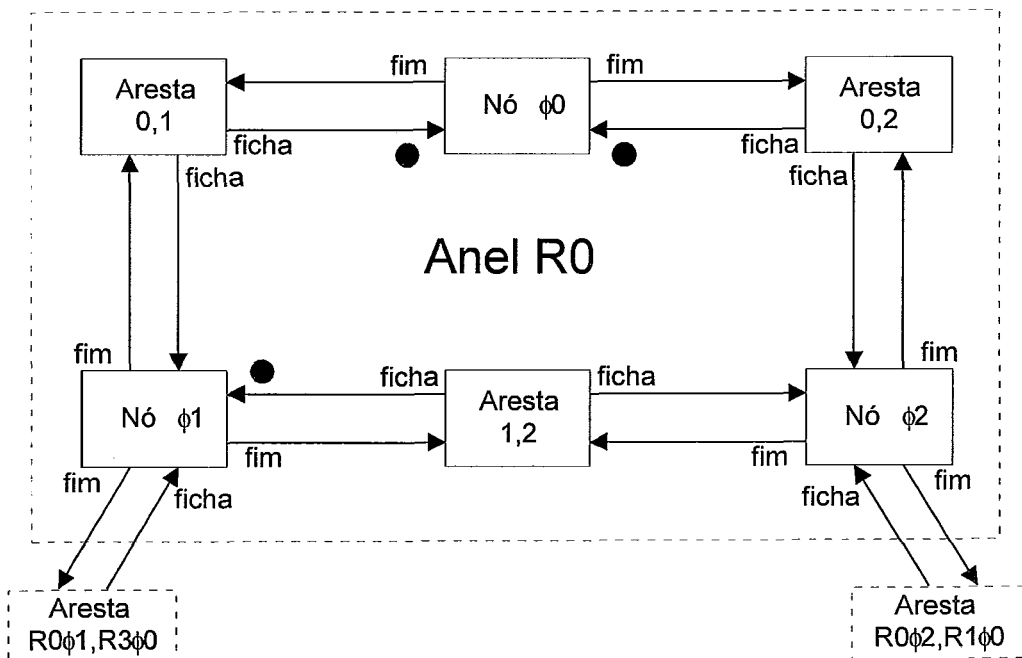 fim
fim
Aresta
0,1
Nó ϕ0
Aresta
0,2
ficha
ficha
ficha
ficha
Anel R0
fim
fim
ficha
ficha
Nó ϕ1
Aresta
1,2
Nó ϕ2
fim
fim
fim
ficha
ficha
fim
Aresta
R0ϕ1,R3ϕ0
Aresta
R0ϕ2,R1ϕ0